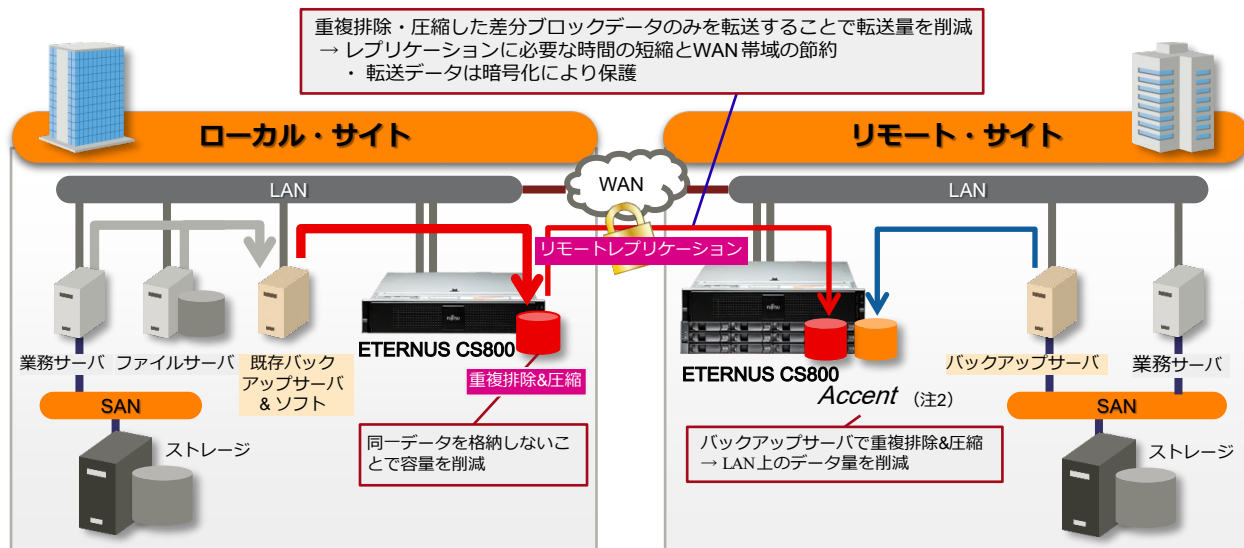 重複排除・圧縮した差分ブロックデータのみを転送することで転送量を削減
→ レプリケーションに必要な時間の短縮とWAN帯域の節約
・ 転送データは暗号化により保護
ローカル・サイト
リモート・サイト
LAN
WAN
LAN
リモートレプリケーション
FUJITSU
FUJITSU
ETERNUS CS800
ETERNUS CS800
業務サーバ
ファイルサーバ
既存バック
アップサーバ
& ソフト
重複排除&圧縮
バックアップサーバ
業務サーバ
Accent (注2)
SAN
SAN
ストレージ
同一データを格納しないこ
とで容量を削減
バックアップサーバで重複排除&圧縮
→ LAN上のデータ量を削減
ストレージ